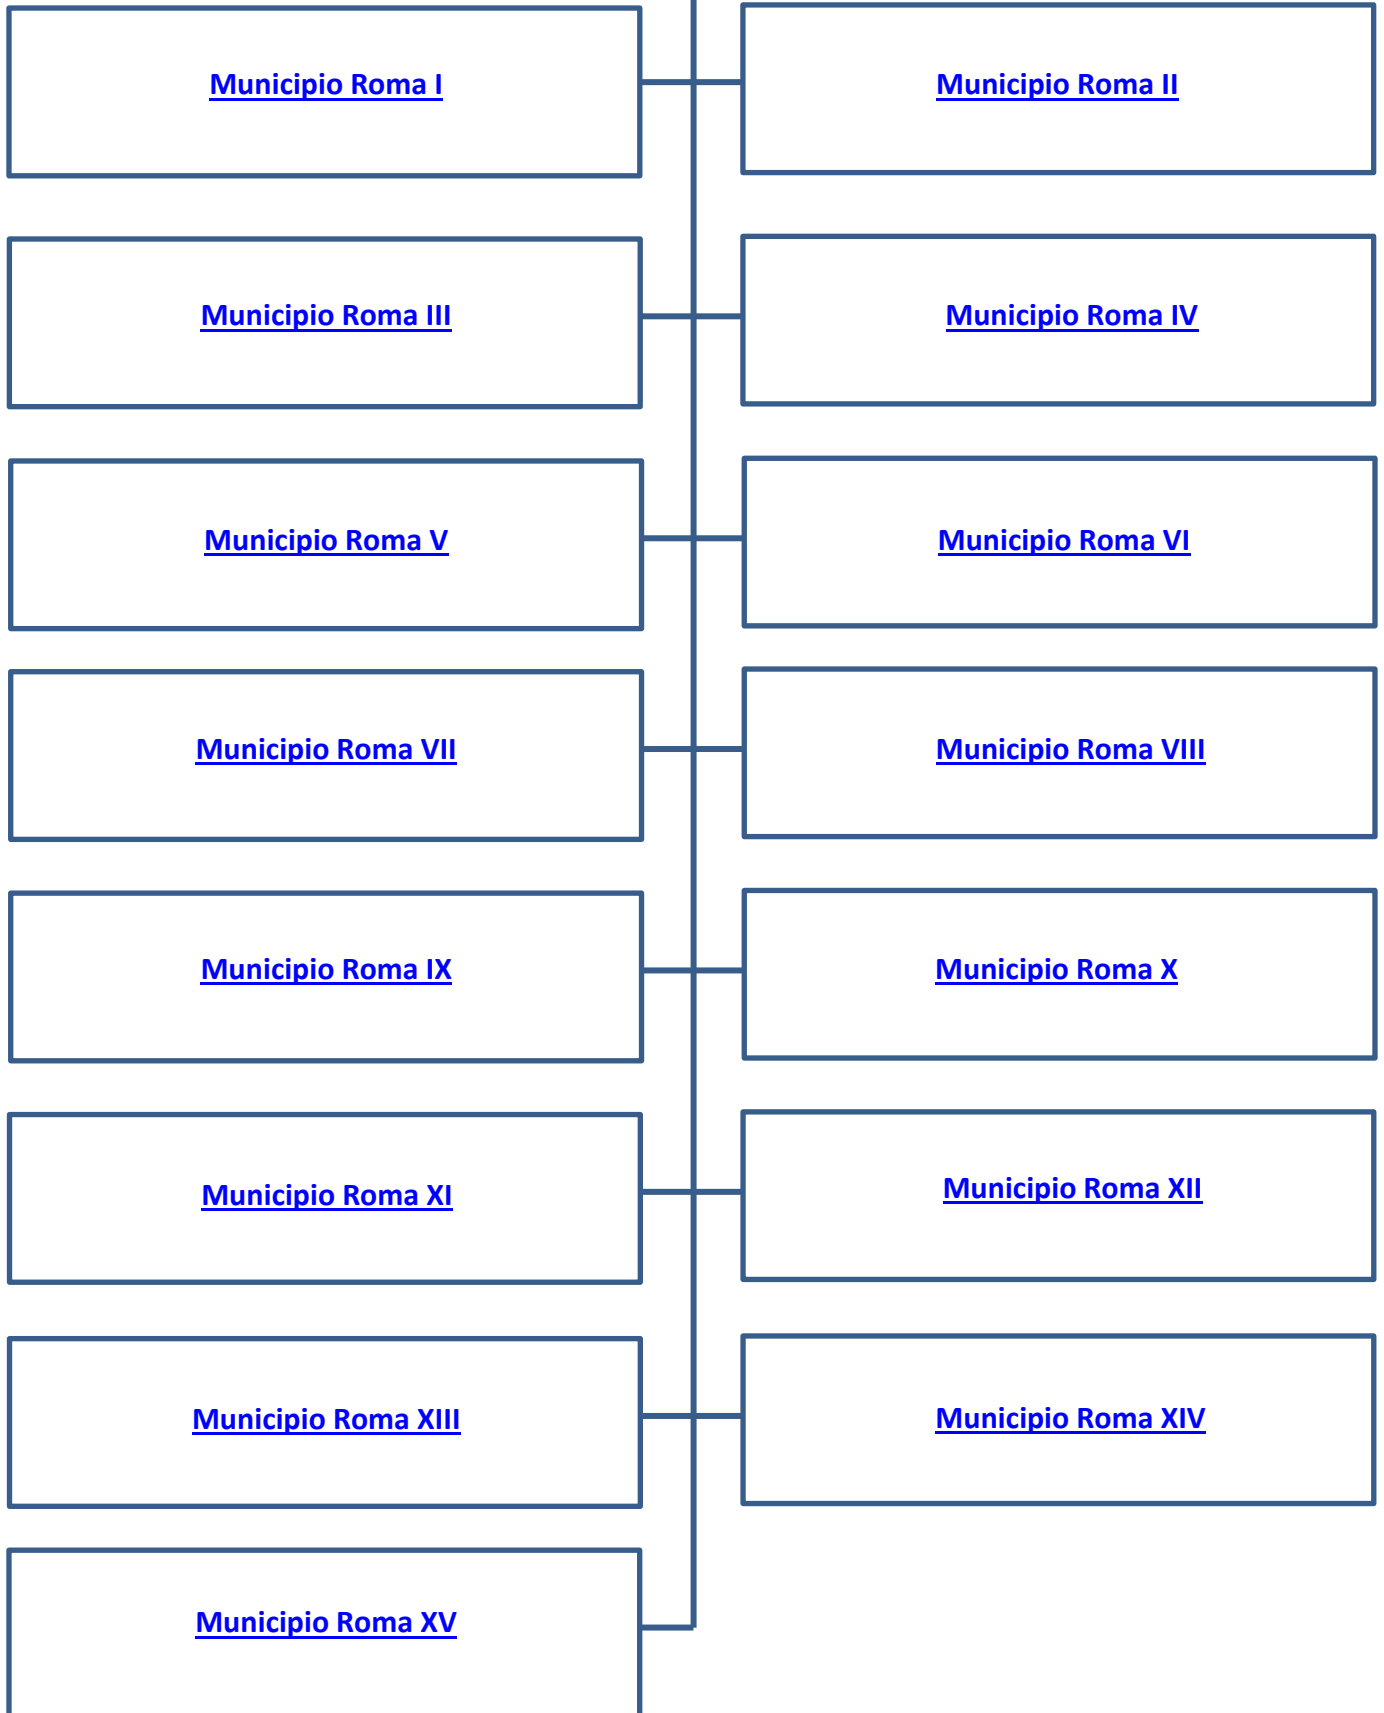 Municipio Roma I
Municipio Roma II
Municipio Roma III
Municipio Roma IV
Municipio Roma V
Municipio Roma VI
Municipio Roma VII
Municipio Roma VIII
Municipio Roma IX
Municipio Roma X
Municipio Roma XI
Municipio Roma XII
Municipio Roma XIII
Municipio Roma XIV
Municipio Roma XV